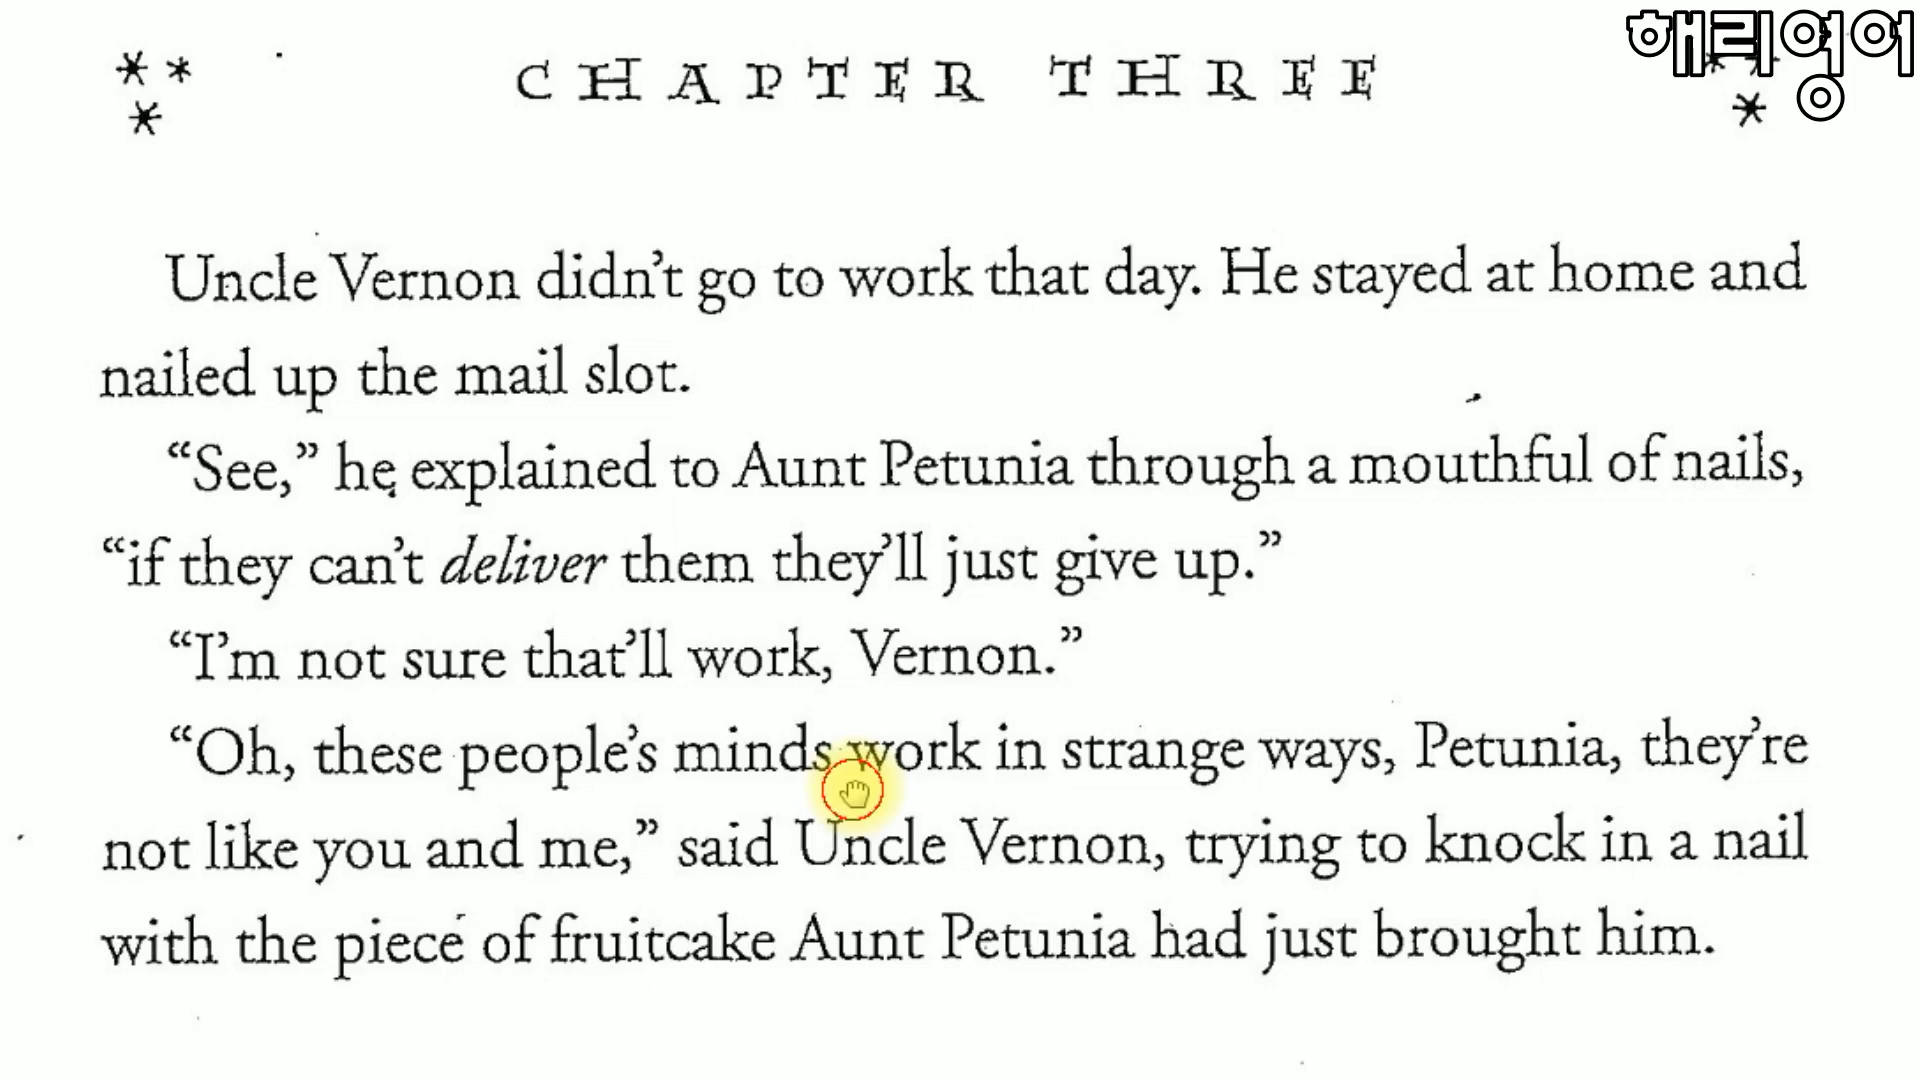 해리영어
CHAPTER THREE
Uncle Vernon didn't go to work that day. He stayed at home and
nailed up the mail slot.
“See,” he explained to Aunt Petunia through a mouthful of nails,
“if they can't deliver them they'll just give up.”
“I'm not sure that'll work, Vernon.”
“Oh, these people's minds work in strange ways, Petunia, they're
not like you and me,” said Uncle Vernon, trying to knock in a nail
with the piece of fruitcake Aunt Petunia had just brought him.